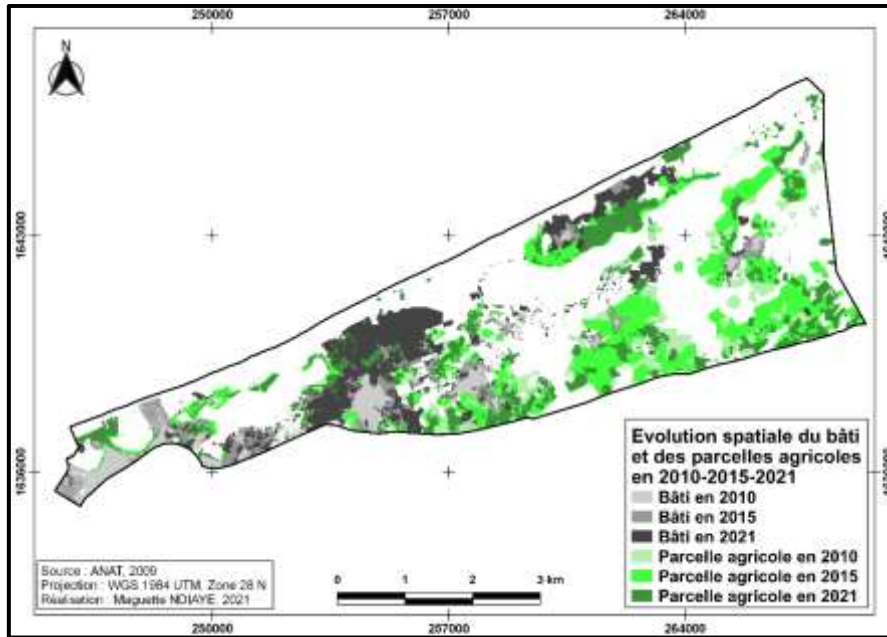 250000 257000 264000
N
1643000 1643000
1636000 1636000
Evolution spatiale du bâti
et des parcelles agricoles
en 2010-2015-2021
Bâti en 2010
Bâti en 2015
Bâti en 2021
Parcelle agricole en 2010
Parcelle agricole en 2015
Parcelle agricole en 2021
Source : ANAT, 2009
Projection : WGS 1984 UTM, Zone 28 N
Réalisation : Maguette NDIAYE, 2021
0 1 2 3 km
250000 257000 264000